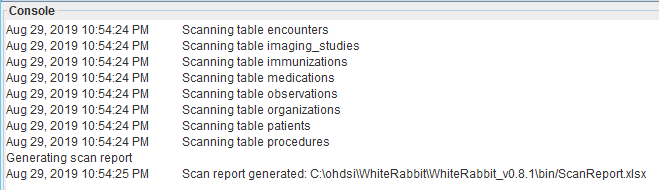 Console
Aug 29, 2019 10:54:24 PM Scanning table encounters
Aug 29, 2019 10:54:24 PM Scanning table imaging_studies
Aug 29, 2019 10:54:24 PM Scanning table immunizations
Aug 29, 2019 10:54:24 PM Scanning table medications
Aug 29, 2019 10:54:24 PM Scanning table observations
Aug 29, 2019 10:54:24 PM Scanning table organizations
Aug 29, 2019 10:54:24 PM Scanning table patients
Aug 29, 2019 10:54:24 PM Scanning table procedures
Generating scan report
Aug 29, 2019 10:54:25 PM Scan report generated: C:\ohdsi\WhiteRabbit\WhiteRabbit_v0.8.1\bin/ScanReport.xlsx